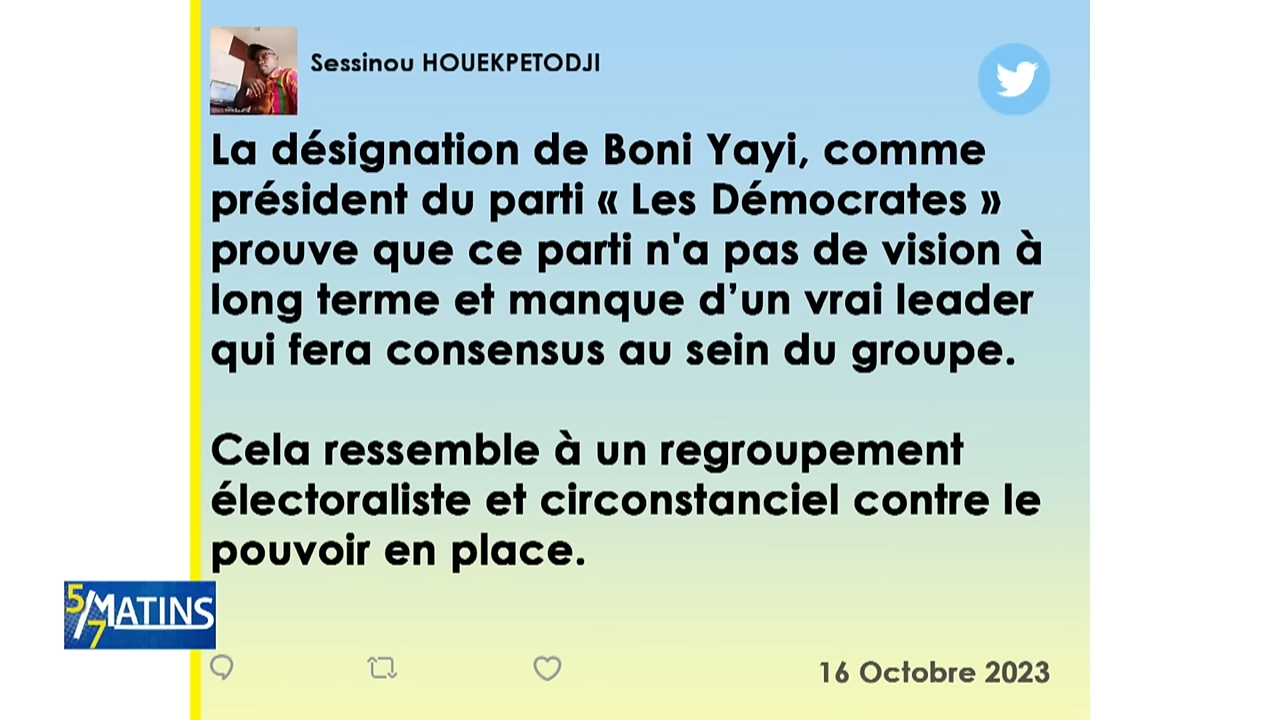 Sessinou HOUEKPETODJI
La désignation de Boni Yayi, comme
président du parti « Les Démocrates »
prouve que ce parti n'a pas de vision à
long terme et manque d’un vrai leader
qui fera consensus au sein du groupe.
Cela ressemble à un regroupement
électoraliste et circonstanciel contre le
pouvoir en place.
5/7 MATINS
16 Octobre 2023